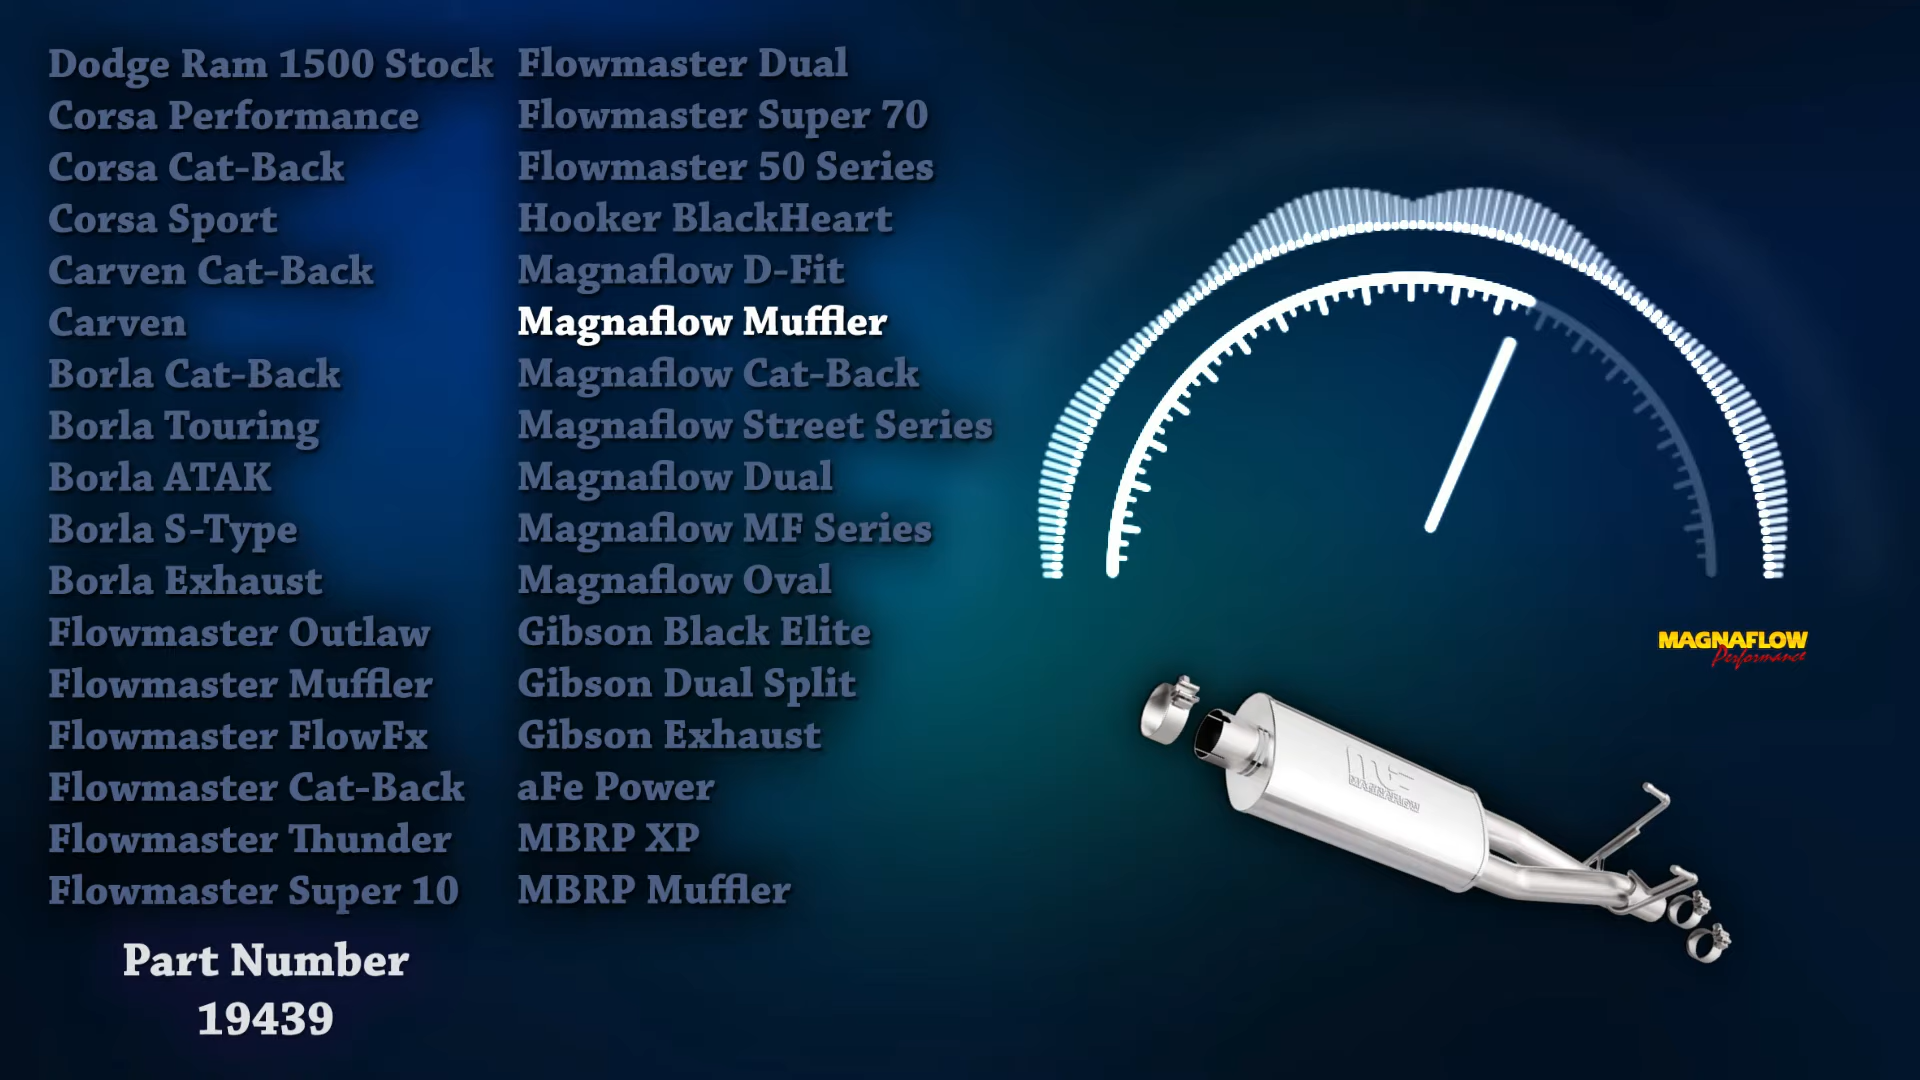 Dodge Ram 1500 Stock
Corsa Performance
Corsa Cat-Back
Corsa Sport
Carven Cat-Back
Carven
Borla Cat-Back
Borla Touring
Borla ATAK
Borla S-Type
Borla Exhaust
Flowmaster Outlaw
Flowmaster Muffler
Flowmaster FlowFx
Flowmaster Cat-Back
Flowmaster Thunder
Flowmaster Super 10
Flowmaster Dual
Flowmaster Super 70
Flowmaster 50 Series
Hooker BlackHeart
Magnaflow D-Fit
Magnaflow Muffler
Magnaflow Cat-Back
Magnaflow Street Series
Magnaflow Dual
Magnaflow MF Series
Magnaflow Oval
Gibson Black Elite
Gibson Dual Split
Gibson Exhaust
aFe Power
MBRP XP
MBRP Muffler
Part Number
19439
MAGNAFLOW
Performance
MAGNAFLOW